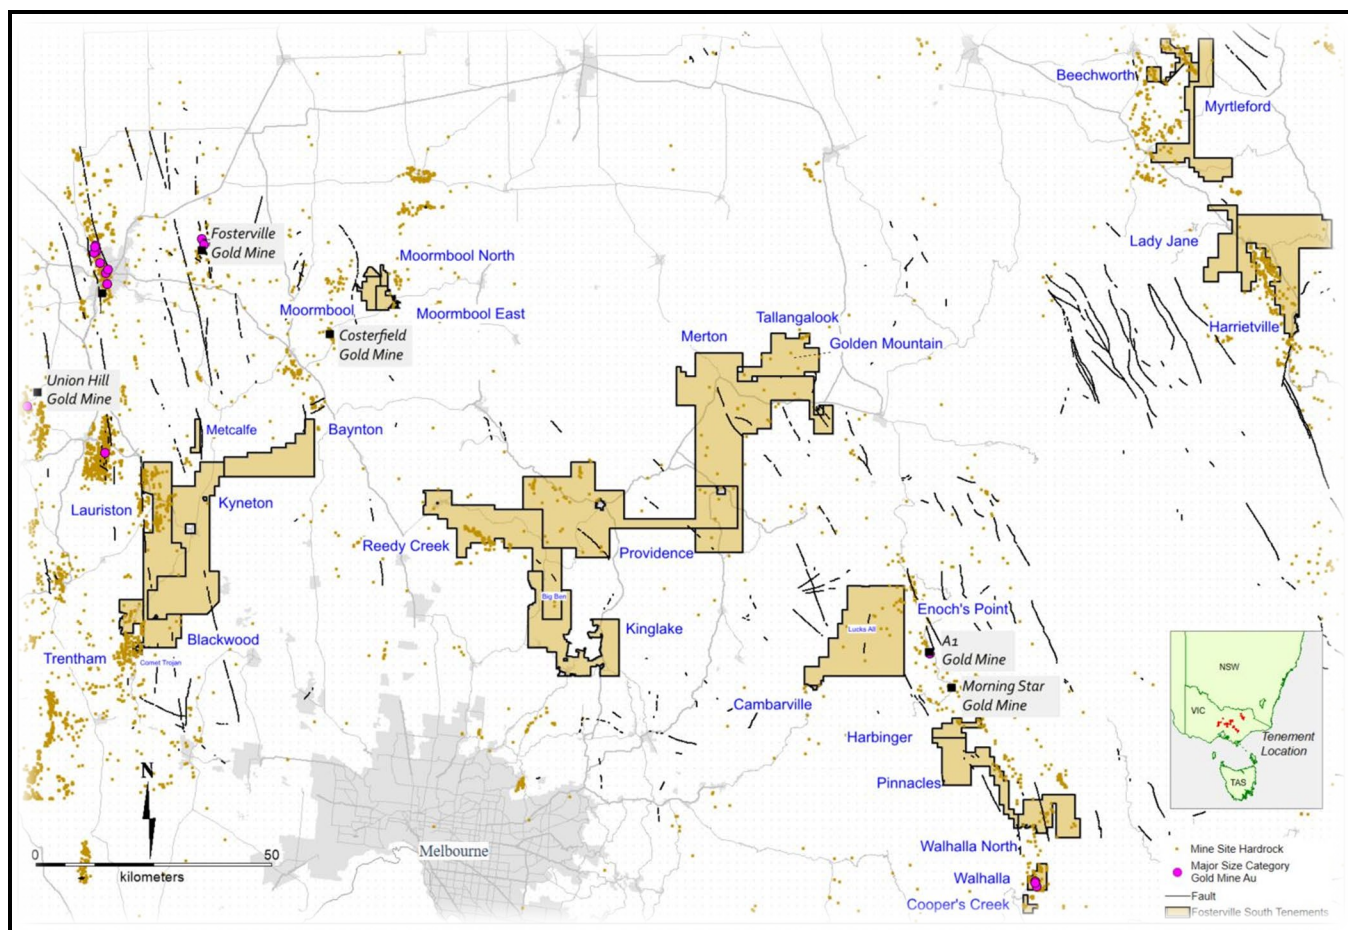 Beechworth
Myrtleford
Fosterville
Gold Mine
Lady Jane
Moormbool North
Moormbool
Moormbool East
Harrietville
Costerfield
Gold Mine
Tallangalook
Merton
Golden Mountain
Union Hill
Gold Mine
Metcalfe
Baynton
Lauriston
Kyneton
Reedy Creek
Providence
Big Ben
Kinglake
Enoch's Point
Lucks All
Blackwood
Trentham
Comet Trojan
A1
Gold Mine
Morning Star
Gold Mine
Cambarville
Harbinger
Pinnacles
NSW
VIC
Tenement
Location
TAS
N
0
50
kilometers
Melbourne
Walhalla North
Walhalla
Cooper's Creek
Mine Site Hardrock
Major Size Category
Gold Mine Au
Fault
Fosterville South Tenements